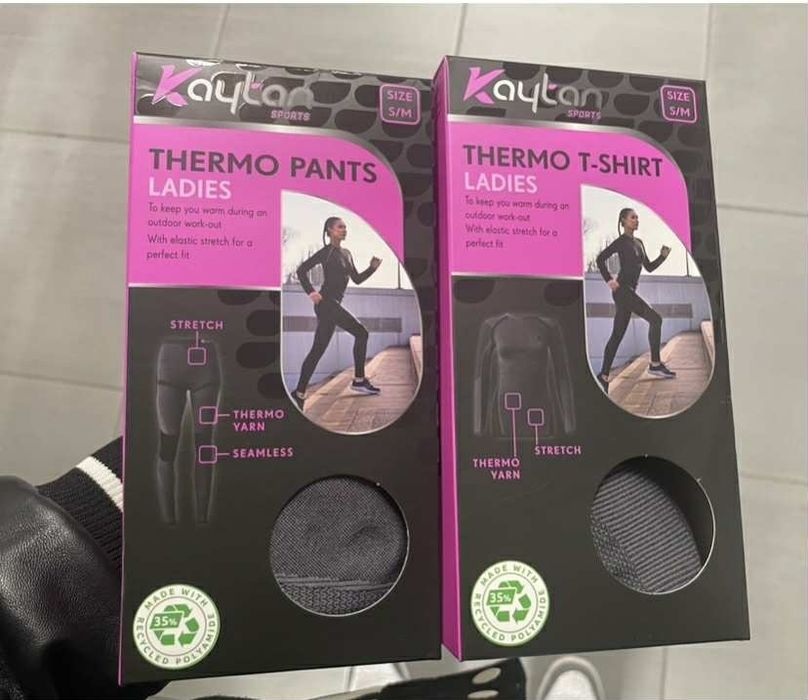 Kaytan
SPORTS
SIZE
S/M
THERMO PANTS
LADIES
To keep you warm during an
outdoor work-out
With elastic stretch for a
perfect fit
STRETCH
THERMO
YARN
SEAMLESS
MADE WITH
35%
RECYCLED POLYAMIDE
Kaytan
SPORTS
SIZE
S/M
THERMO T-SHIRT
LADIES
To keep you warm during an
outdoor work-out
With elastic stretch for a
perfect fit
THERMO
YARN
STRETCH
MADE WITH
35%
RECYCLED POLYAMIDE